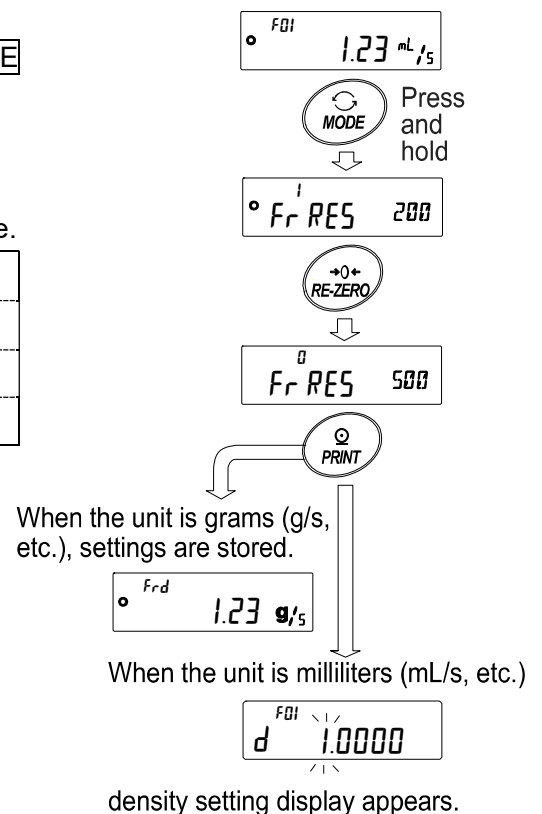 E
F01
1.23 mL/s
MODE
Press
and
hold
1
Fr RES 200
e.
→0←
RE-ZERO
0
Fr RES 500
PRINT
When the unit is grams (g/s,
etc.), settings are stored.
Frd
1.23 g/s
When the unit is milliliters (mL/s, etc.)
F01
d 1.0000
density setting display appears.